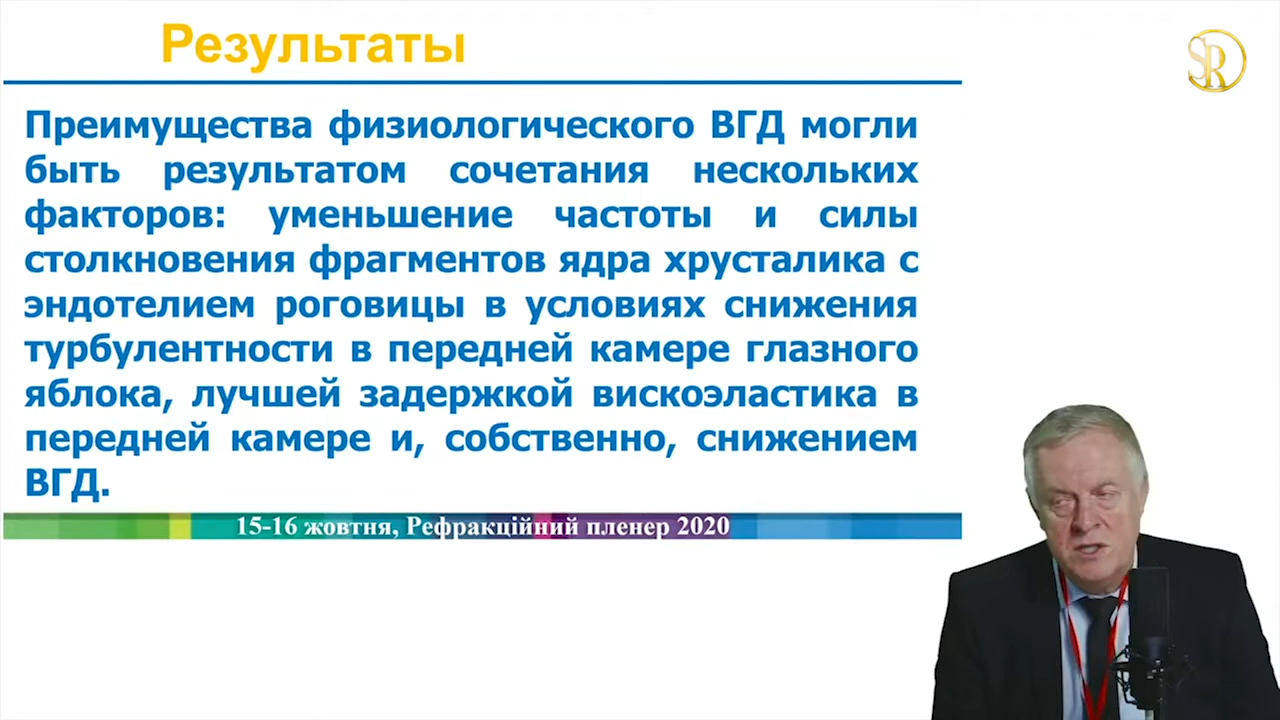 Результаты
SR
Преимущества физиологического ВГД могли
быть результатом сочетания нескольких
факторов: уменьшение частоты и силы
столкновения фрагментов ядра хрусталика с
эндотелием роговицы в условиях снижения
турбулентности в передней камере глазного
яблока, лучшей задержкой вискоэластика в
передней камере и, собственно, снижением
ВГД.
15-16 жовтня, Рефракційний пленер 2020